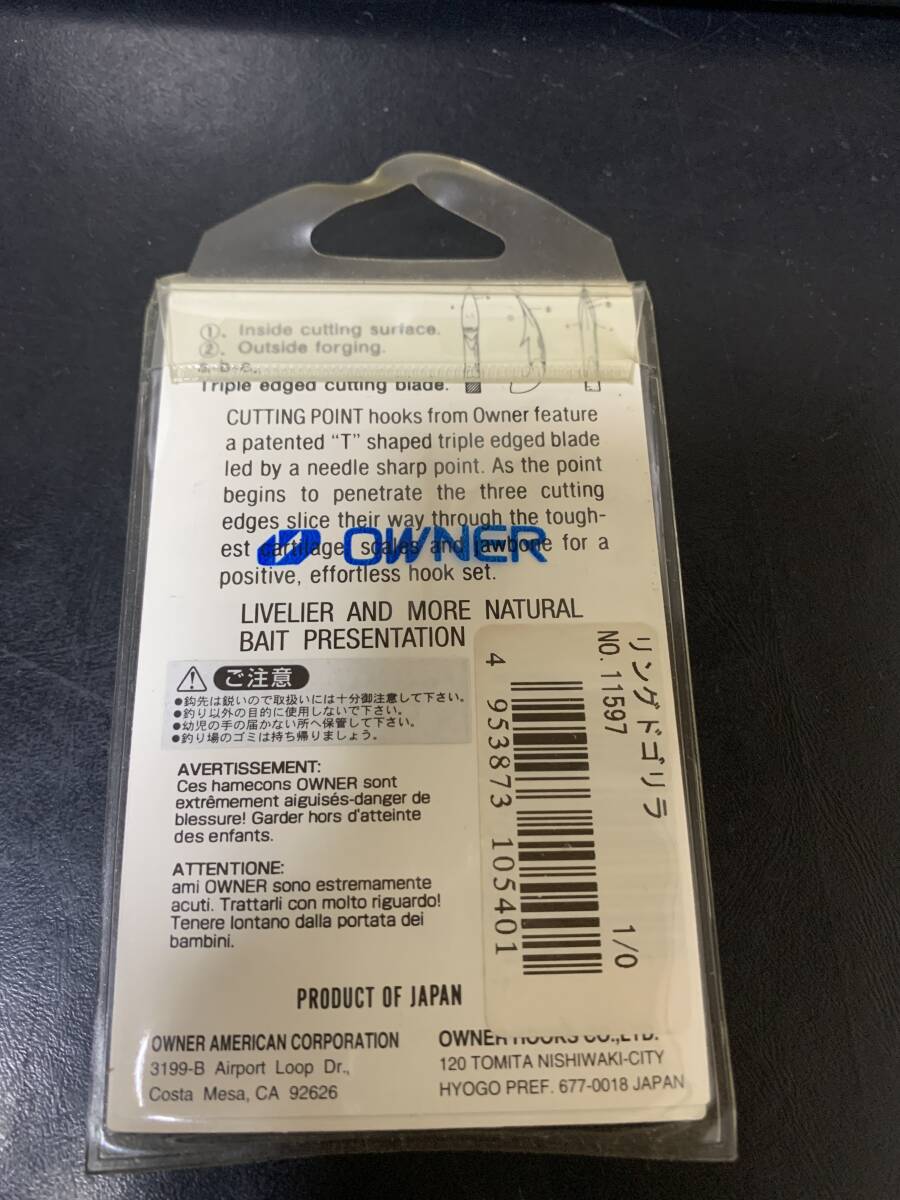 ①. Inside cutting surface.
②. Outside forging.
Triple edged cutting blade.
CUTTING POINT hooks from Owner feature
a patented “T” shaped triple edged blade
led by a needle sharp point. As the point
begins to penetrate the three cutting
edges slice their way through the tough-
est cartilage, scales and jawbone for a
positive, effortless hook set.
OWNER
LIVELIER AND MORE NATURAL
BAIT PRESENTATION
ご注意
●鈎先は鋭いので取扱いには十分御注意して下さい。
●釣り以外の目的に使用しないで下さい。
●幼児の手の届かない所へ保管して下さい。
●釣り場のゴミは持ち帰りましょう。
AVERTISSEMENT:
Ces hamecons OWNER sont
extrêmement aiguisés-danger de
blessure! Garder hors d'atteinte
des enfants.
ATTENTIONE:
ami OWNER sono estremamente
acuti. Trattarli con molto riguardo!
Tenere lontano dalla portata dei
bambini.
リングドゴリラ
NO. 11597 1/0
4 953873 105401
PRODUCT OF JAPAN
OWNER AMERICAN CORPORATION
3199-B Airport Loop Dr.,
Costa Mesa, CA 92626
OWNER HOOKS CO.,LTD.
120 TOMITA NISHIWAKI-CITY
HYOGO PREF. 677-0018 JAPAN